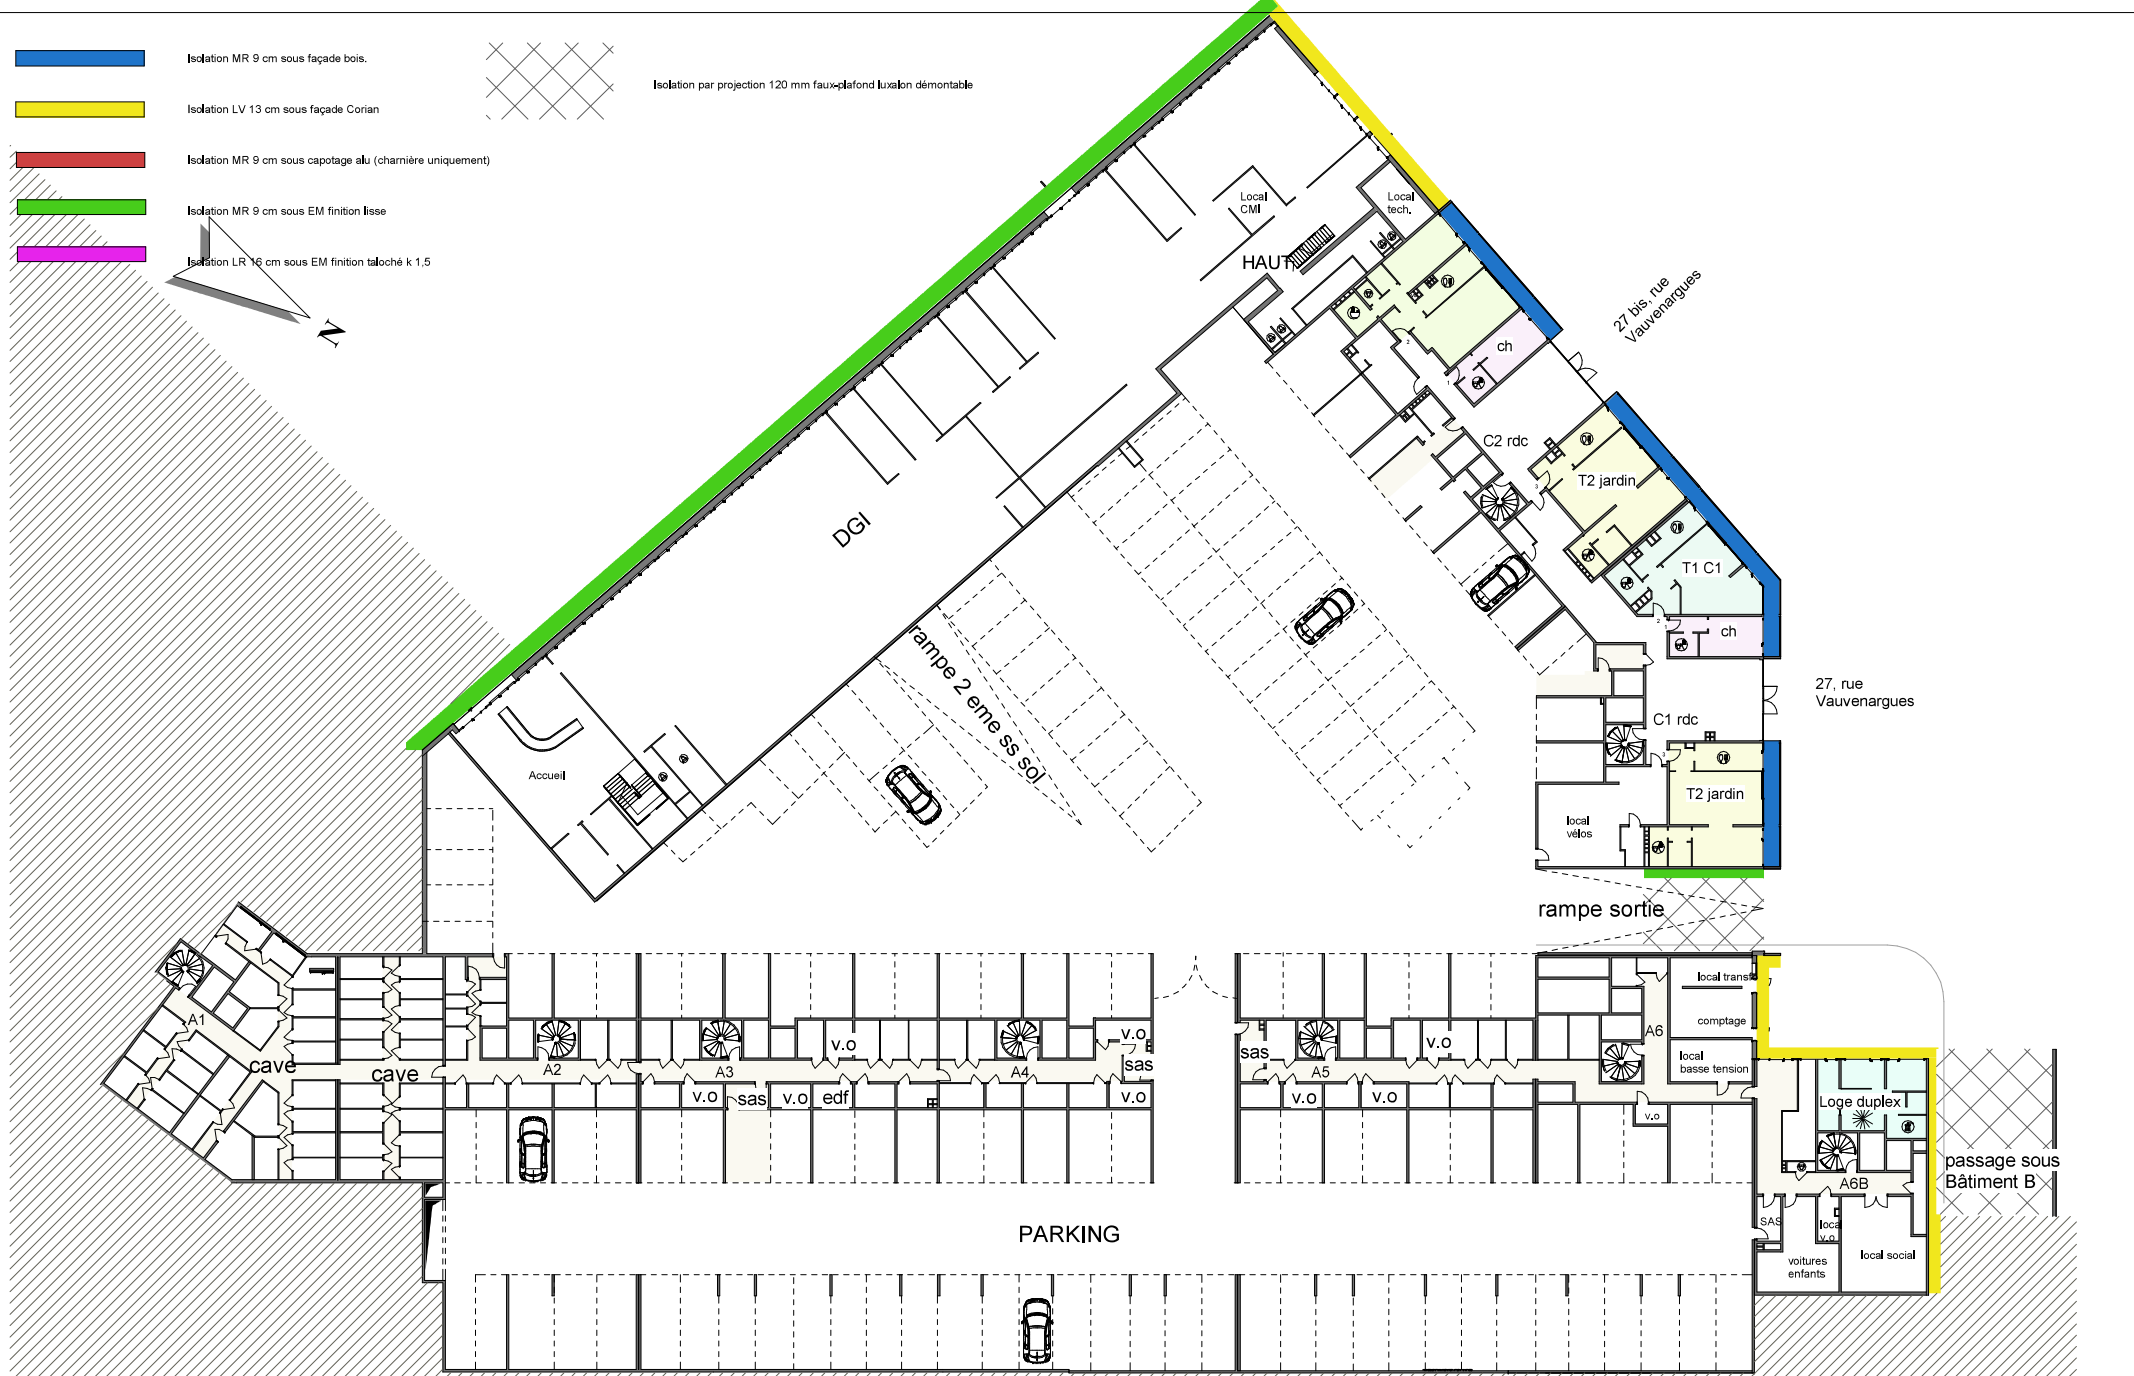 Isolation MR 9 cm sous façade bois.
Isolation par projection 120 mm faux-plafond luxalon démontable
Isolation LV 13 cm sous façade Corian
Isolation MR 9 cm sous capotage alu (charnière uniquement)
Isolation MR 9 cm sous EM finition lisse
Isolation LR 16 cm sous EM finition taloché k 1,5
N
Local
CMI
Local
tech.
HAUT
27 bis, rue
Vauvenargues
ch
2
1
C2 rdc
T2 jardin
3
DGI
T1 C1
2
1
ch
rampe 2 eme ss sol
27, rue
Vauvenargues
C1 rdc
3
Accueil
T2 jardin
local
vélos
rampe sortie
local transfo
comptage
A1
A6
v.o
v.o
v.o
sas
sas
local
basse tension
cave
cave
A2
A3
A4
A5
v.o
sas
v.o
edf
v.o
v.o
v.o
v.o
Loge duplex
passage sous
Bâtiment B
A6B
SAS
local
v.o
PARKING
voitures
enfants
local social